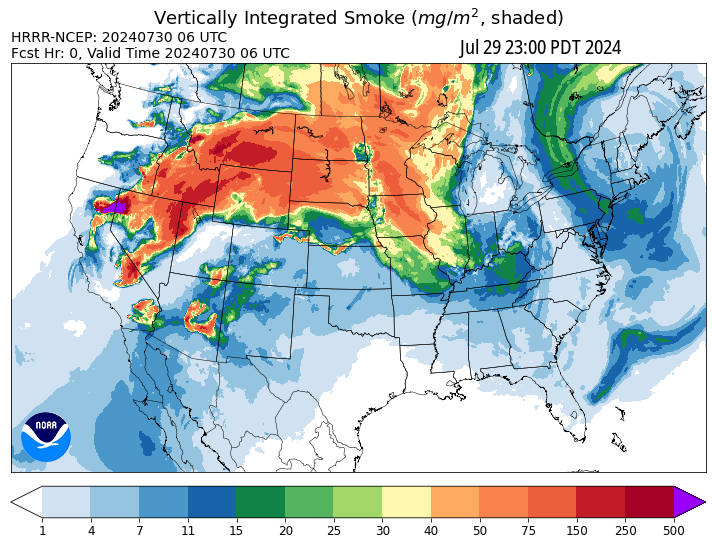 Vertically Integrated Smoke (mg/m², shaded)
HRRR-NCEP: 20240730 06 UTC
Fcst Hr: 0, Valid Time 20240730 06 UTC
Jul 29 23:00 PDT 2024
NOAA
1 4 7 11 15 20 25 30 40 50 75 150 250 500